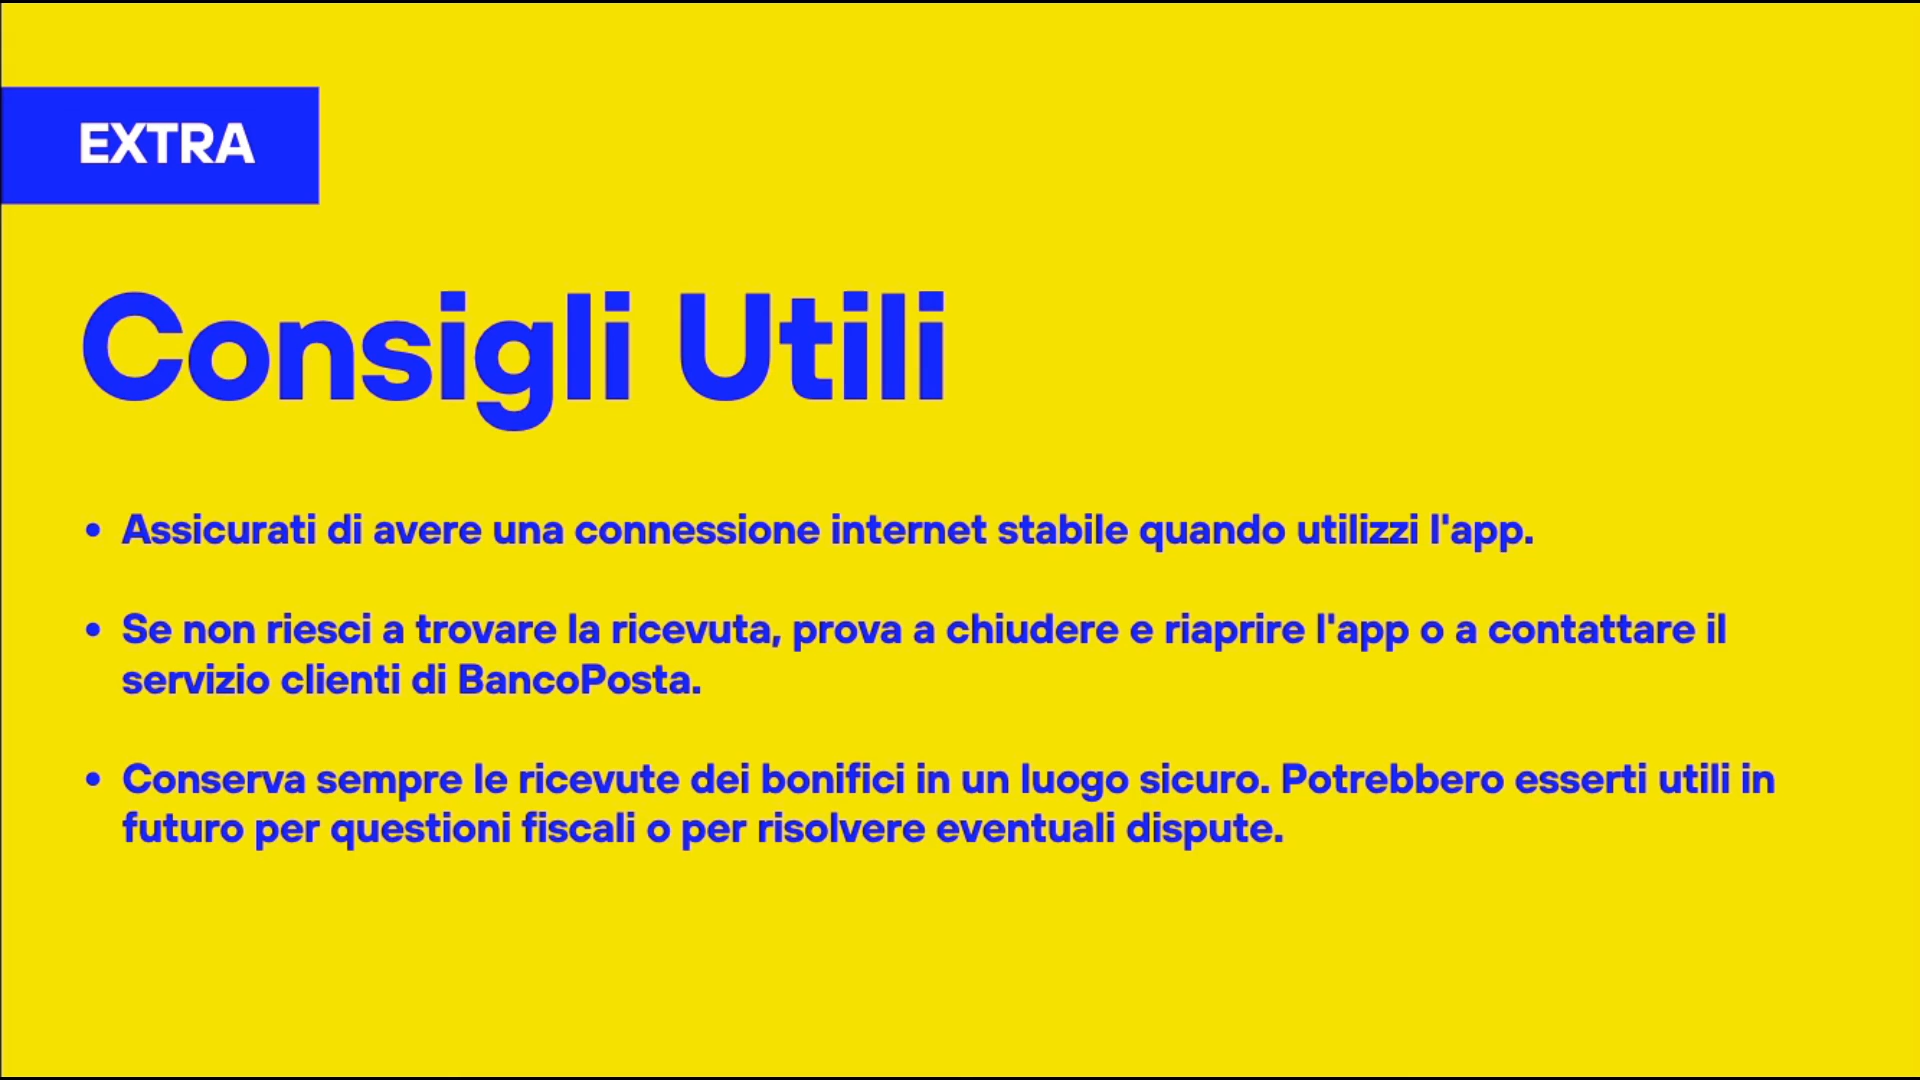 EXTRA
Consigli Utili
• Assicurati di avere una connessione internet stabile quando utilizzi l'app.
• Se non riesci a trovare la ricevuta, prova a chiudere e riaprire l'app o a contattare il
servizio clienti di BancoPosta.
• Conserva sempre le ricevute dei bonifici in un luogo sicuro. Potrebbero esserti utili in
futuro per questioni fiscali o per risolvere eventuali dispute.